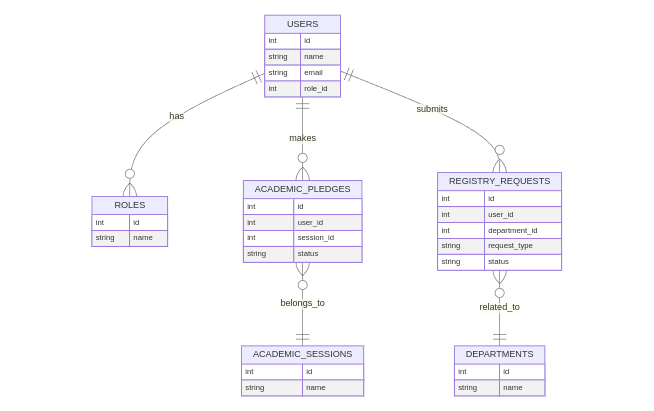 USERS
int id
string name
string email
int role_id
has
makes
submits
ROLES
int id
string name
ACADEMIC_PLEDGES
int id
int user_id
int session_id
string status
REGISTRY_REQUESTS
int id
int user_id
int department_id
string request_type
string status
belongs_to
related_to
ACADEMIC_SESSIONS
int id
string name
DEPARTMENTS
int id
string name